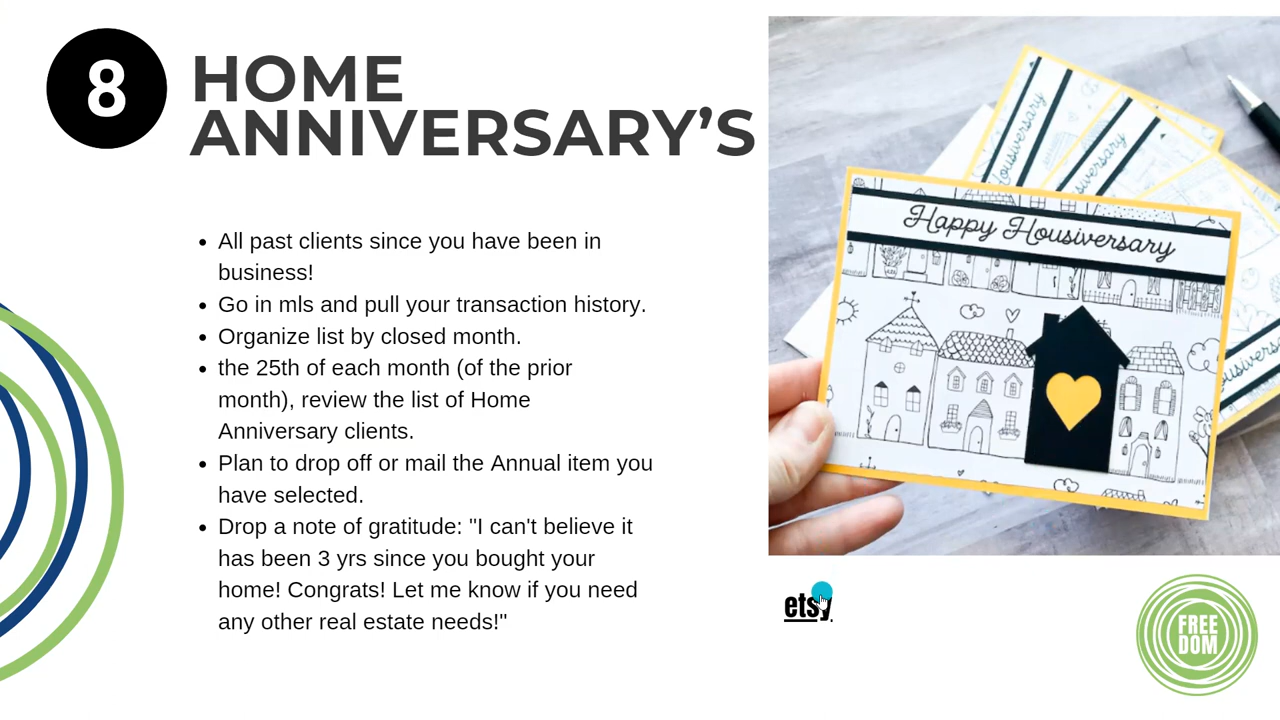 8
HOME
ANNIVERSARY’S
All past clients since you have been in
business!
Go in mls and pull your transaction history.
Organize list by closed month.
the 25th of each month (of the prior
month), review the list of Home
Anniversary clients.
Plan to drop off or mail the Annual item you
have selected.
Drop a note of gratitude: "I can't believe it
has been 3 yrs since you bought your
home! Congrats! Let me know if you need
any other real estate needs!"
Happy Housiversary
etsy.
FREE
DOM